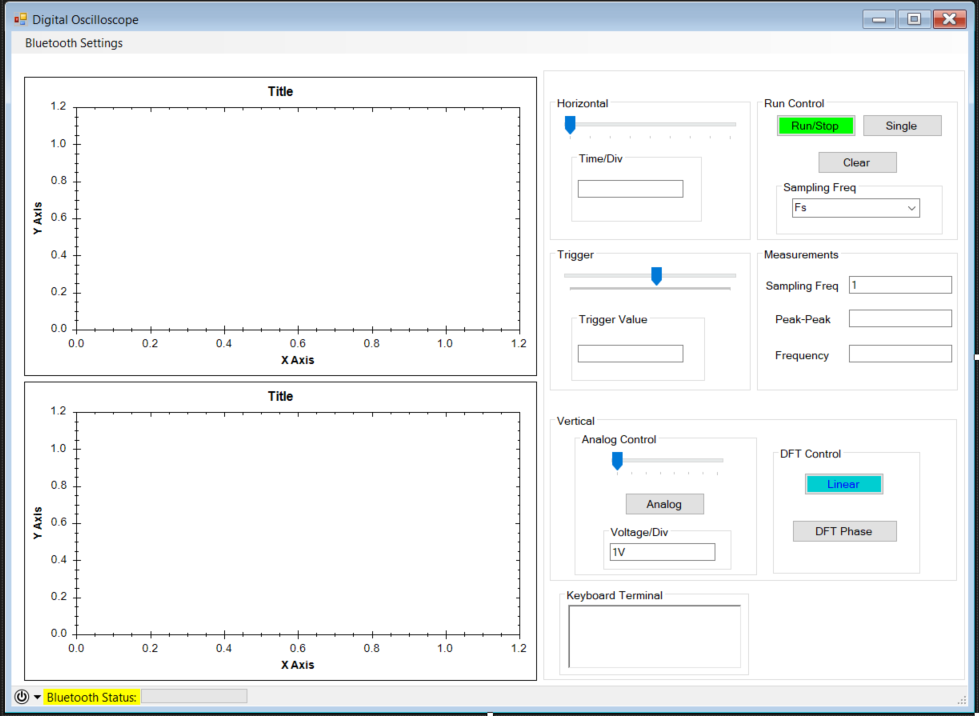 Digital Oscilloscope
Bluetooth Settings
Title
1.2
1.0
0.8
0.6
0.4
0.2
0.0
Y Axis
0.0 0.2 0.4 0.6 0.8 1.0 1.2
X Axis
Title
1.2
1.0
0.8
0.6
0.4
0.2
0.0
Y Axis
0.0 0.2 0.4 0.6 0.8 1.0 1.2
X Axis
Horizontal
Time/Div
Run Control
Run/Stop Single
Clear
Sampling Freq
Fs
Trigger
Trigger Value
Measurements
Sampling Freq 1
Peak-Peak
Frequency
Vertical
Analog Control
Analog
Voltage/Div
1V
DFT Control
Linear
DFT Phase
Keyboard Terminal
Bluetooth Status: